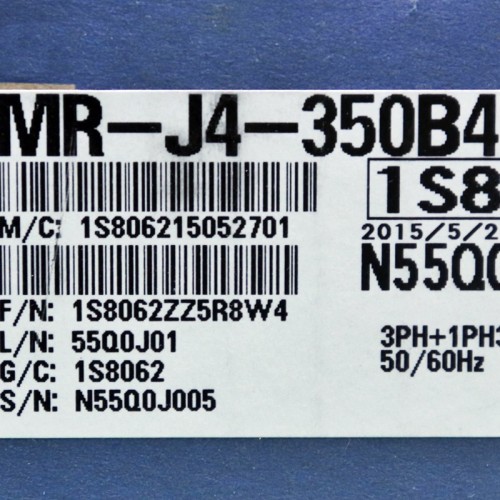 MR-J4-350B4
1S8
M/C: 1S806215052701
2015/5/2
N55Q0
F/N: 1S8062ZZ5R8W4
L/N: 55Q0J01
G/C: 1S8062
S/N: N55Q0J005
3PH+1PH3
50/60Hz